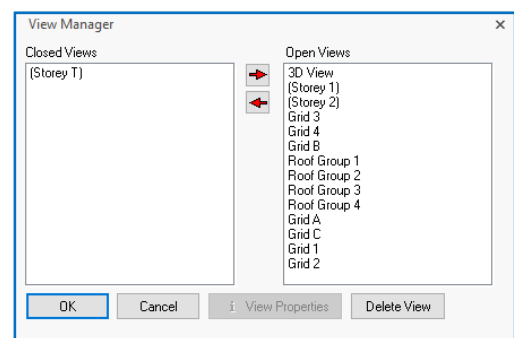 View Manager
Closed Views
(Storey T)
Open Views
3D View
(Storey 1)
(Storey 2)
Grid 3
Grid 4
Grid B
Roof Group 1
Roof Group 2
Roof Group 3
Roof Group 4
Grid A
Grid C
Grid 1
Grid 2
OK Cancel i View Properties Delete View